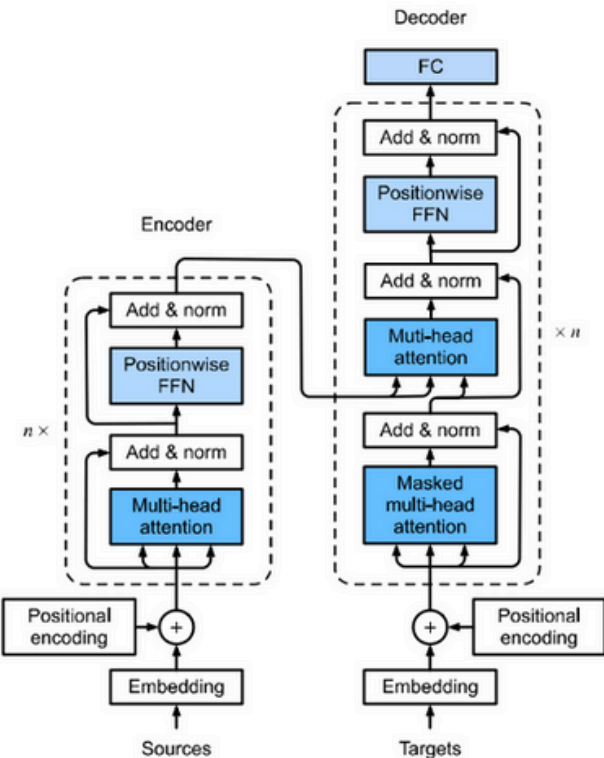 Decoder
FC
Add & norm
Positionwise
FFN
Add & norm
Muti-head
attention
× n
Add & norm
Masked
multi-head
attention
Positional
encoding
+
Embedding
Targets
Encoder
Add & norm
Positionwise
FFN
n ×
Add & norm
Multi-head
attention
Positional
encoding
+
Embedding
Sources